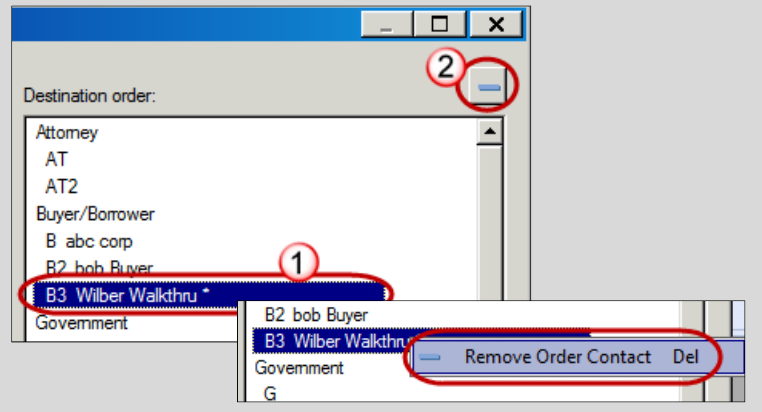 2
Destination order:
Attorney
AT
AT2
Buyer/Borrower
B abc corp
1
B2 bob Buyer
B3 Wilber Walkthru *
Government
B2 bob Buyer
B3 Wilber Walkthru
Remove Order Contact Del
Government
G